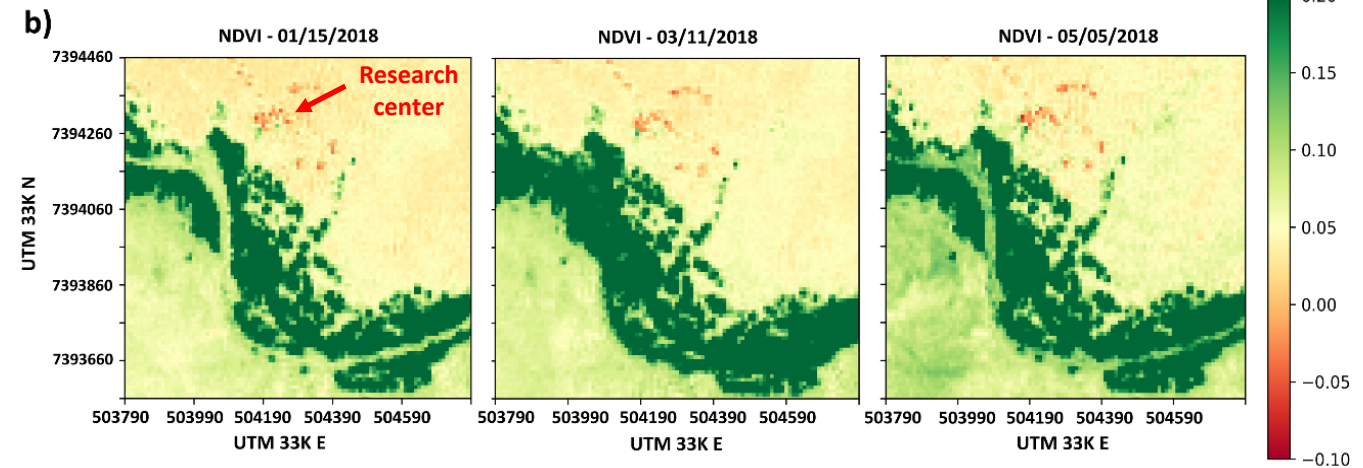 b)
NDVI - 01/15/2018
NDVI - 03/11/2018
NDVI - 05/05/2018
Research
center
UTM 33K N
7394460
7394260
7394060
7393860
7393660
503790 503990 504190 504390 504590
503790 503990 504190 504390 504590
503790 503990 504190 504390 504590
UTM 33K E
UTM 33K E
UTM 33K E
0.15
0.10
0.05
0.00
−0.05
−0.10